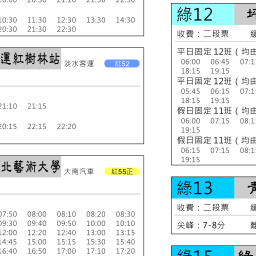 10:30 11:30 12:30 13:30 14:30
20:30 21:30 22:30
運紅樹林站 淡水客運 紅52
21:10 21:15
20:15 22:15 22:20
北藝術大學 大南汽車 紅55正
07:50 08:00 08:10 08:20 08:30
09:30 09:40 09:50 10:00 10:10
12:00 12:20 12:40 13:00 13:15
14:45 15:00 15:15 15:30 15:40
16:40 16:50 17:00 17:10 17:20
綠12
收費：二段票
平日固定12班 ( 均由
06:00 06:45 07:1
18:15 19:15
平日固定12班 ( 均由
05:45 06:15 07:1
18:15 19:15
假日固定11班 ( 均由
06:00 07:15 08:1
19:15
假日固定11班 ( 均由
06:15 07:15 08:1
19:15
綠13
收費：二段票
尖峰：7-8分
綠15